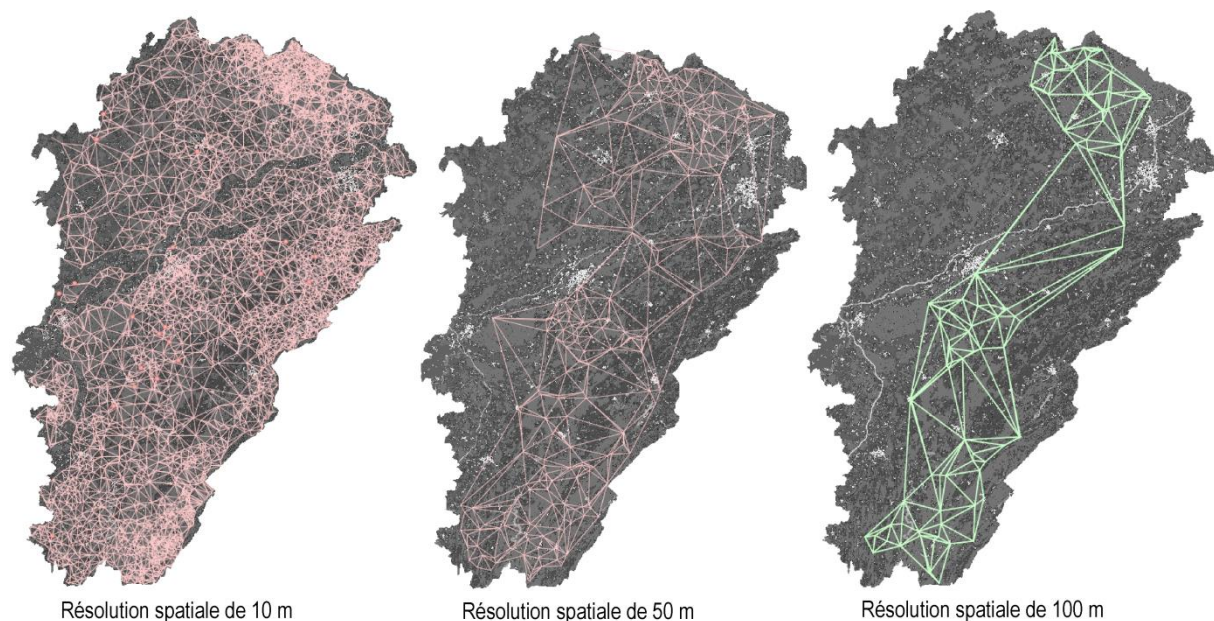 Résolution spatiale de 10 m
Résolution spatiale de 50 m
Résolution spatiale de 100 m